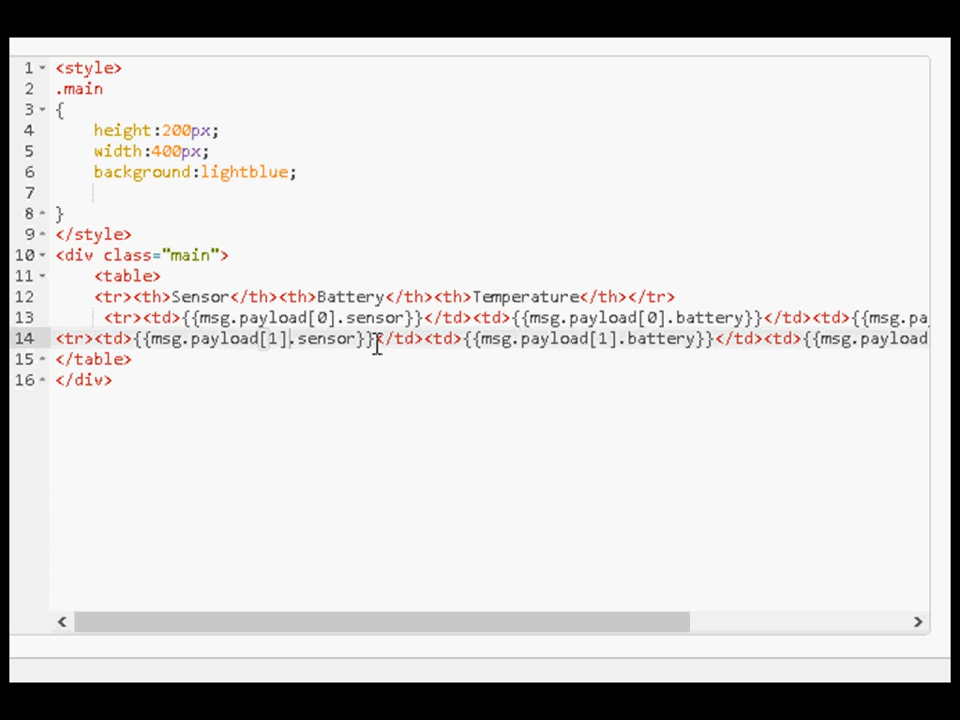 1 <style>
2 .main
3 {
4 height:200px;
5 width:400px;
6 background:lightblue;
7
8 }
9 </style>
10 <div class="main">
11 <table>
12 <tr><th>Sensor</th><th>Battery</th><th>Temperature</th></tr>
13 <tr><td>{{msg.payload[0].sensor}}</td><td>{{msg.payload[0].battery}}</td><td>{{msg.pa
14 <tr><td>{{msg.payload[1].sensor}}</td><td>{{msg.payload[1].battery}}</td><td>{{msg.payload
15 </table>
16 </div>